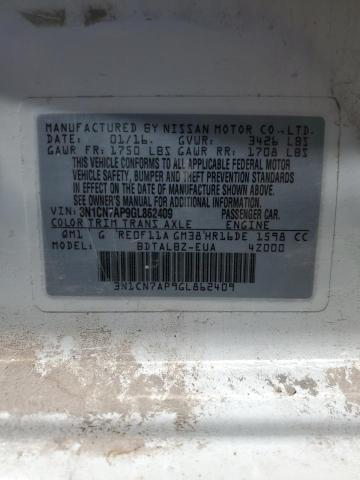 MANUFACTURED BY NISSAN MOTOR CO.,LTD.
DATE: 01/16. GVWR: 3426 LBS
GAWR FR: 1750 LBS GAWR RR: 1708 LBS
THIS VEHICLE CONFORMS TO ALL APPLICABLE FEDERAL MOTOR
VEHICLE SAFETY, BUMPER AND THEFT PREVENTION STANDARDS
IN EFFECT ON THE DATE OF MANUFACTURE SHOWN ABOVE.
SEE OWNER'S MANUAL
VIN: 3N1CN7AP9GL862409 PASSENGER CAR.
COLOR TRIM TRANS AXLE ENGINE
QM1 G RE0F11A GM38 HR16DE 1598 CC
MODEL: BDTALBZ-EUA 42000
3N1CN7AP9GL862409